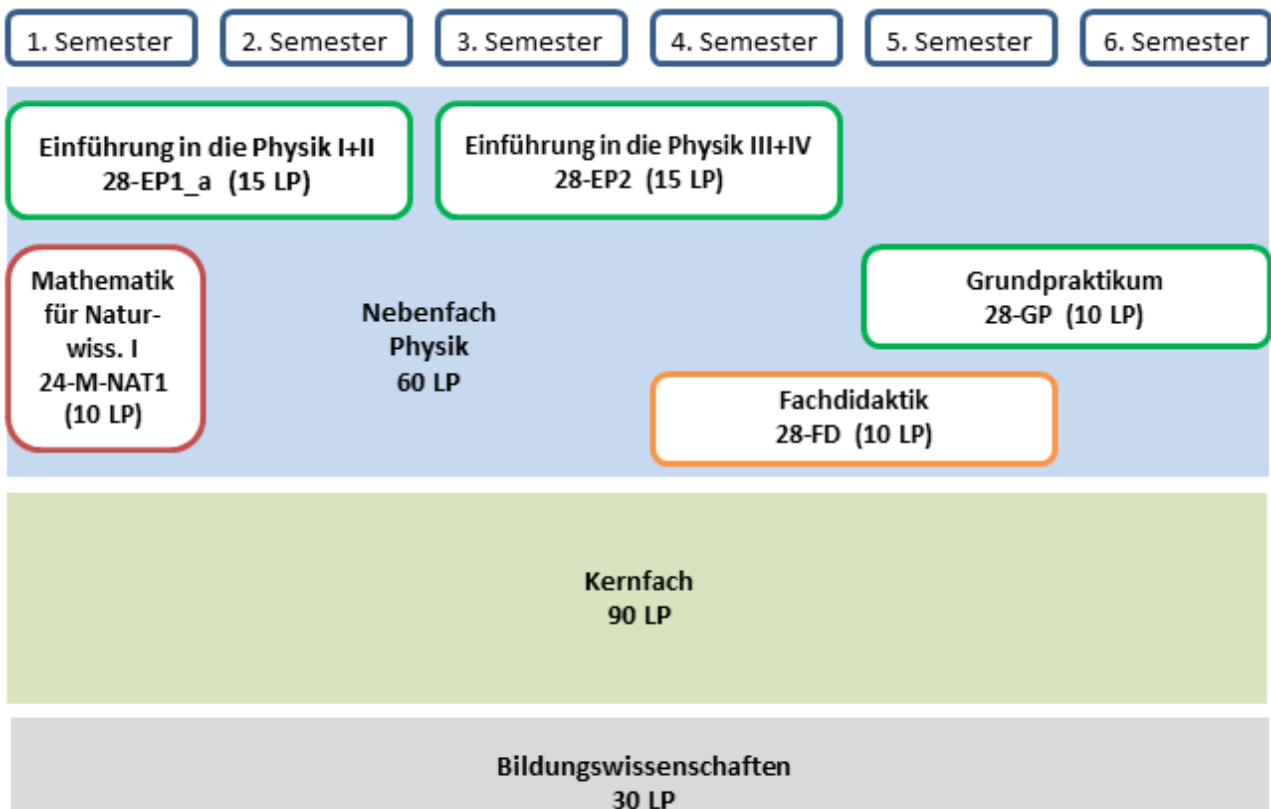 1. Semester
2. Semester
3. Semester
4. Semester
5. Semester
6. Semester
Einführung in die Physik I+II
28-EP1_a (15 LP)
Einführung in die Physik III+IV
28-EP2 (15 LP)
Mathematik
für Natur-
wiss. I
24-M-NAT1
(10 LP)
Nebenfach
Physik
60 LP
Grundpraktikum
28-GP (10 LP)
Fachdidaktik
28-FD (10 LP)
Kernfach
90 LP
Bildungswissenschaften
30 LP